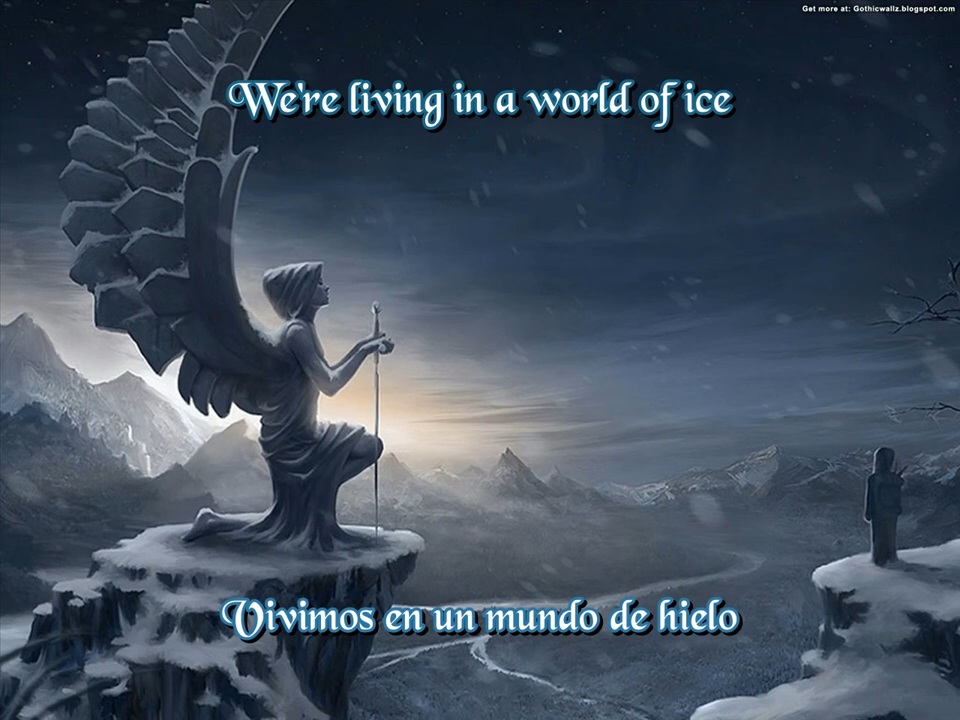 Get more at: Gothicwallz.blogspot.com
We're living in a world of ice
Vivimos en un mundo de hielo